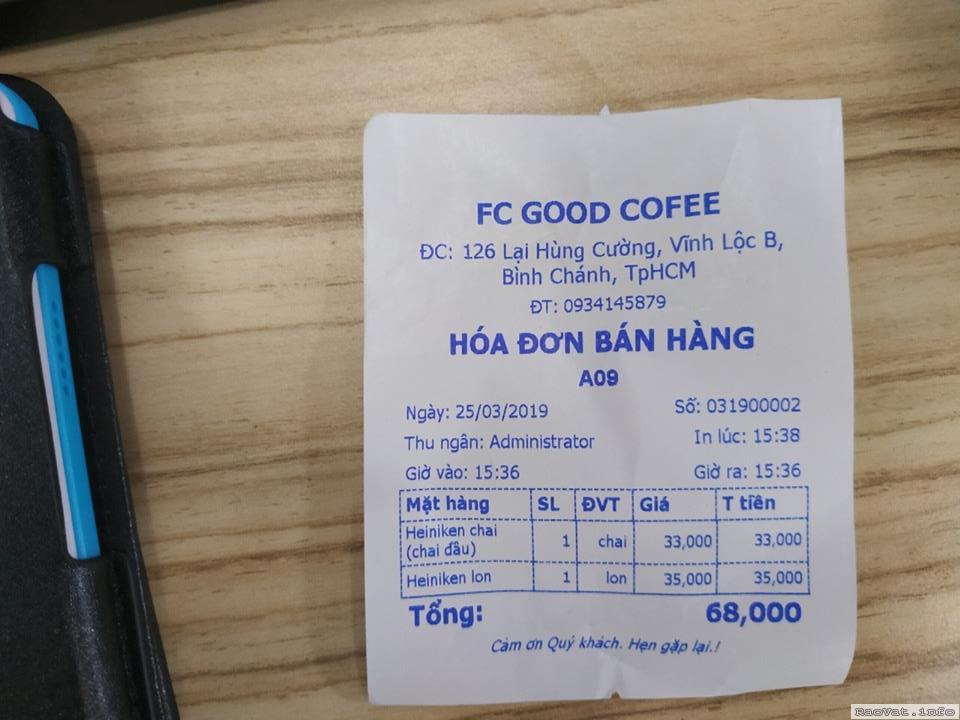 FC GOOD COFEE
ĐC: 126 Lại Hùng Cường, Vĩnh Lộc B,
Bình Chánh, TpHCM
ĐT: 0934145879
HÓA ĐƠN BÁN HÀNG
A09
Ngày: 25/03/2019 Số: 031900002
Thu ngân: Administrator In lúc: 15:38
Giờ vào: 15:36 Giờ ra: 15:36
Mặt hàng SL ĐVT Giá T tiền
Heiniken chai
(chai đầu) 1 chai 33,000 33,000
Heiniken lon 1 lon 35,000 35,000
Tổng: 68,000
Cảm ơn Quý khách. Hẹn gặp lại.!
RaoVat.info